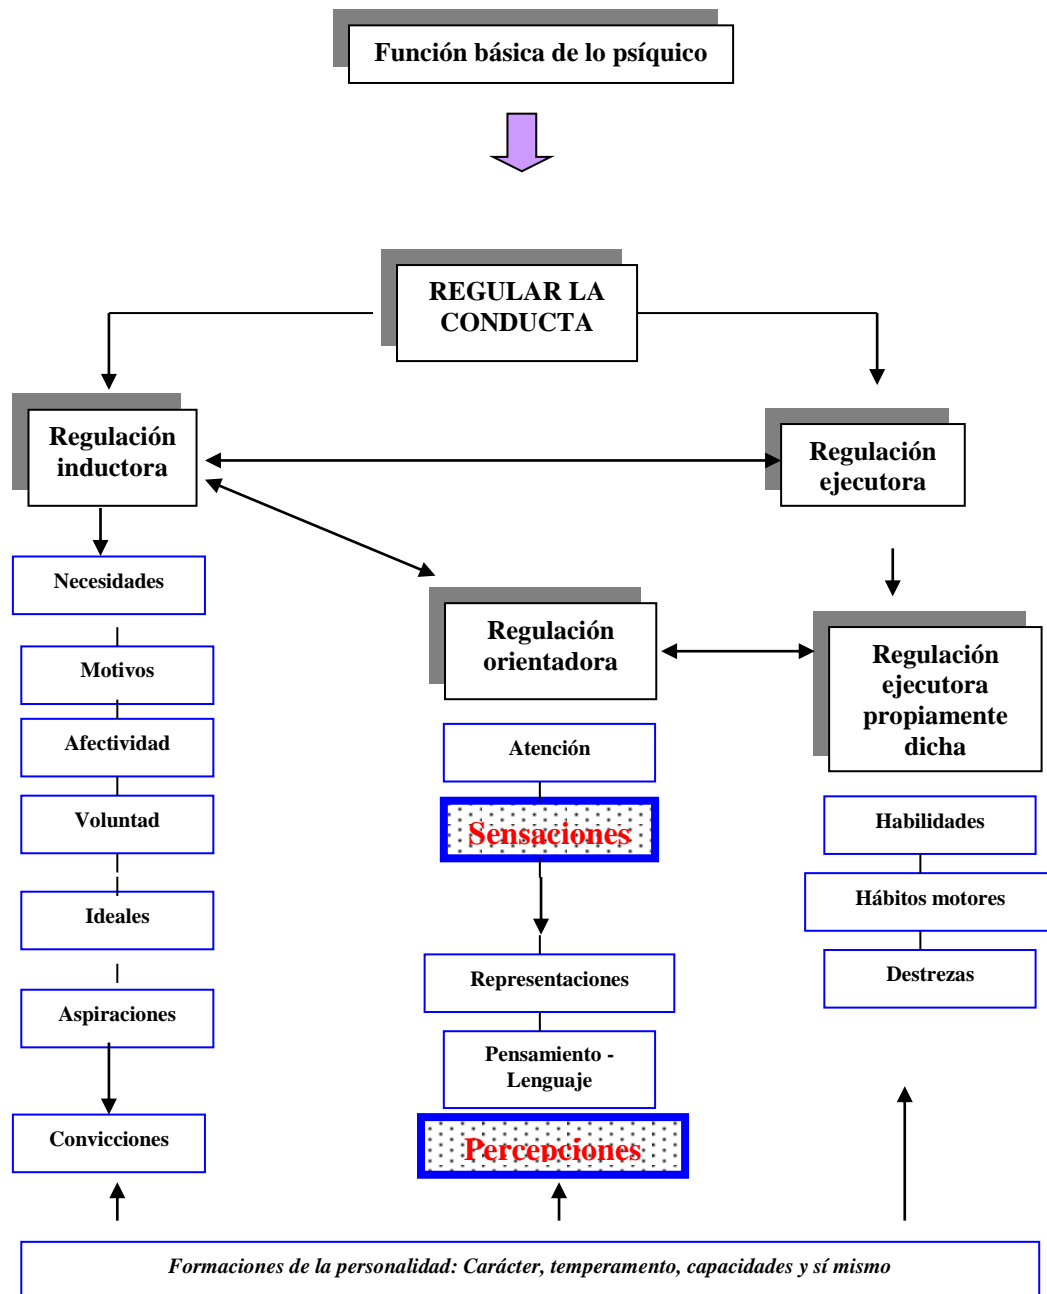 Función básica de lo psíquico
REGULAR LA
CONDUCTA
Regulación
inductora
Regulación
ejecutora
Necesidades
Motivos
Afectividad
Voluntad
Ideales
Aspiraciones
Convicciones
Regulación
orientadora
Atención
Sensaciones
Representaciones
Pensamiento -
Lenguaje
Percepciones
Regulación
ejecutora
propiamente
dicha
Habilidades
Hábitos motores
Destrezas
Formaciones de la personalidad: Carácter, temperamento, capacidades y sí mismo